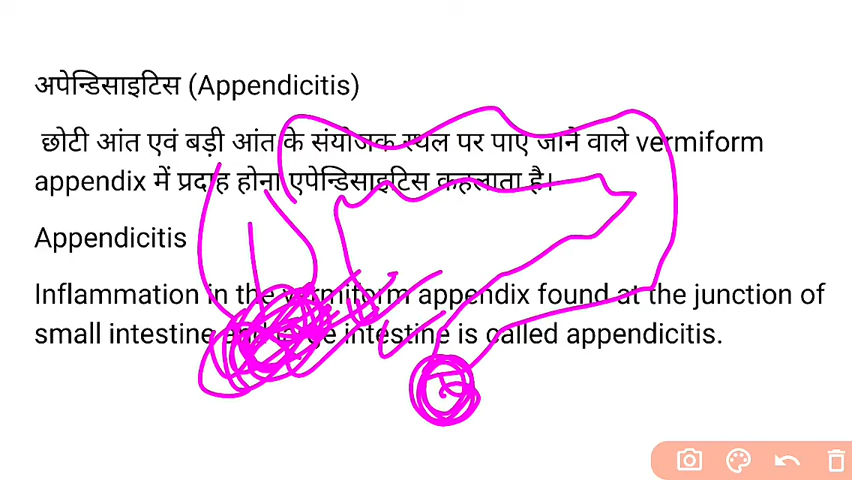 अपेन्डिसाइटिस (Appendicitis)
छोटी आंत एवं बड़ी आंत के संयोजक स्थल पर पाए जाने वाले vermiform
appendix में प्रदाह होना एपेन्डिसाइटिस कहलाता है।
Appendicitis
Inflammation in the vermiform appendix found at the junction of
small intestine and large intestine is called appendicitis.